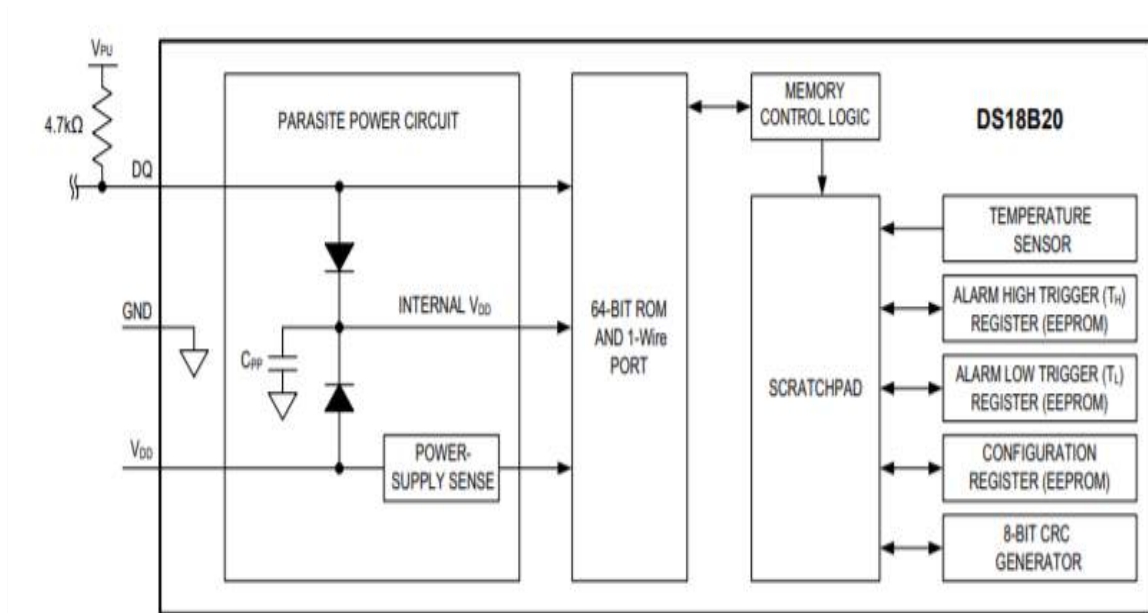 VPU
4.7kΩ
DQ
GND
VDD
PARASITE POWER CIRCUIT
INTERNAL VDD
CPP
POWER-
SUPPLY SENSE
64-BIT ROM
AND 1-Wire
PORT
MEMORY
CONTROL LOGIC
SCRATCHPAD
DS18B20
TEMPERATURE
SENSOR
ALARM HIGH TRIGGER (TH)
REGISTER (EEPROM)
ALARM LOW TRIGGER (TL)
REGISTER (EEPROM)
CONFIGURATION
REGISTER (EEPROM)
8-BIT CRC
GENERATOR